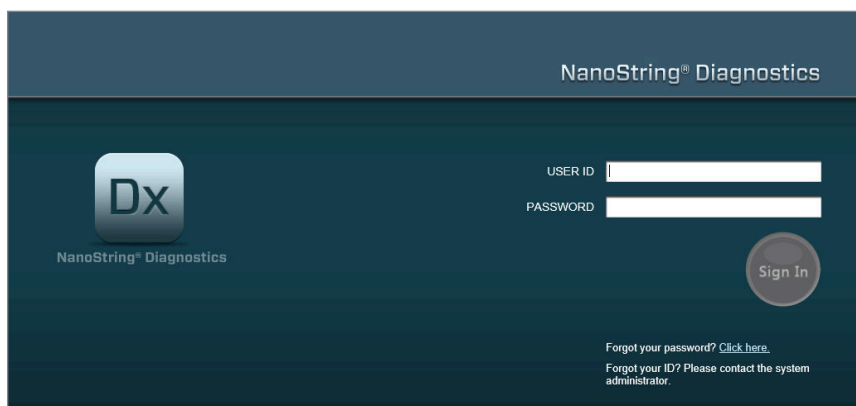 NanoString® Diagnostics
Dx
NanoString® Diagnostics
USER ID
PASSWORD
Sign In
Forgot your password? Click here.
Forgot your ID? Please contact the system
administrator.